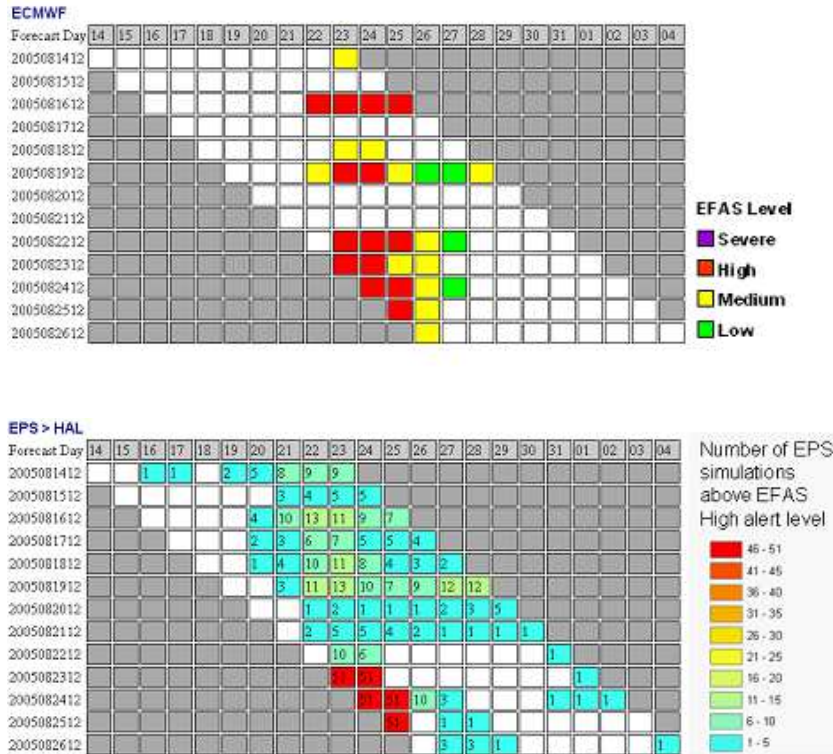 ECMWF
Forecast Day 14 15 16 17 18 19 20 21 22 23 24 25 26 27 28 29 30 31 01 02 03 04
2005081412
2005081512
2005081612
2005081712
2005081812
2005081912
2005082012
2005082112
2005082212
2005082312
2005082412
2005082512
2005082612
EFAS Level
Severe
High
Medium
Low
EPS > HAL
Forecast Day 14 15 16 17 18 19 20 21 22 23 24 25 26 27 28 29 30 31 01 02 03 04
2005081412 1 1 2 5 8 9 9
2005081512 3 4 5 5
2005081612 4 10 13 11 9 7
2005081712 2 3 6 7 5 5 4
2005081812 1 4 10 11 8 4 3 2
2005081912 3 11 13 10 7 9 12 12
2005082012 1 2 1 1 1 2 3 5
2005082112 2 5 5 4 2 1 1 1 1
2005082212 10 6 1
2005082312 51 51 1
2005082412 51 51 10 3 1 1 1
2005082512 51 1 1
2005082612 3 3 1 1
Number of EPS
simulations
above EFAS
High alert level
46 - 51
41 - 45
36 - 40
31 - 35
26 - 30
21 - 25
16 - 20
11 - 15
6 - 10
1 - 5